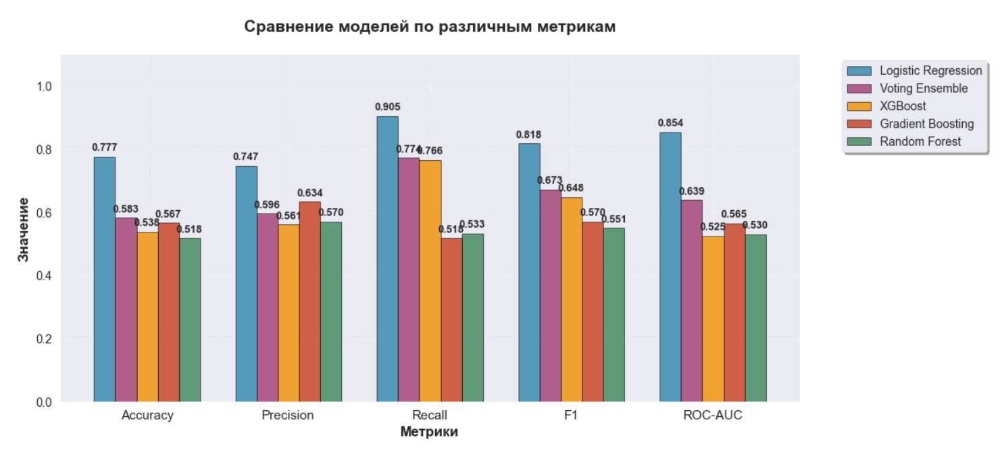 Сравнение моделей по различным метрикам
Значение
1.0
0.8
0.6
0.4
0.2
0.0
0.777
0.583
0.538
0.567
0.518
0.747
0.596
0.561
0.634
0.570
0.905
0.774
0.766
0.518
0.533
0.818
0.673
0.648
0.570
0.551
0.854
0.639
0.525
0.565
0.530
Accuracy
Precision
Recall
F1
ROC-AUC
Метрики
Logistic Regression
Voting Ensemble
XGBoost
Gradient Boosting
Random Forest